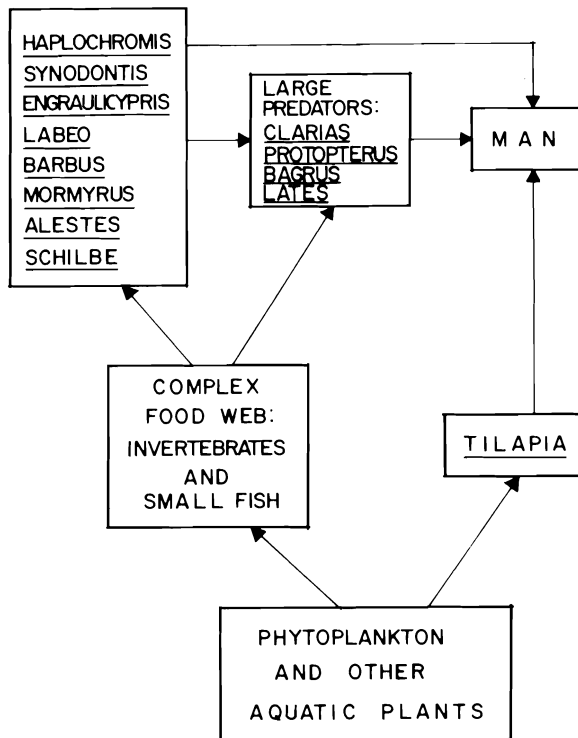 HAPLOCHROMIS
SYNODONTIS
ENGRAULICYPRIS
LABEO
BARBUS
MORMYRUS
ALESTES
SCHILBE
LARGE
PREDATORS:
CLARIAS
PROTOPTERUS
BAGRUS
LATES
MAN
COMPLEX
FOOD WEB:
INVERTEBRATES
AND
SMALL FISH
TILAPIA
PHYTOPLANKTON
AND OTHER
AQUATIC PLANTS